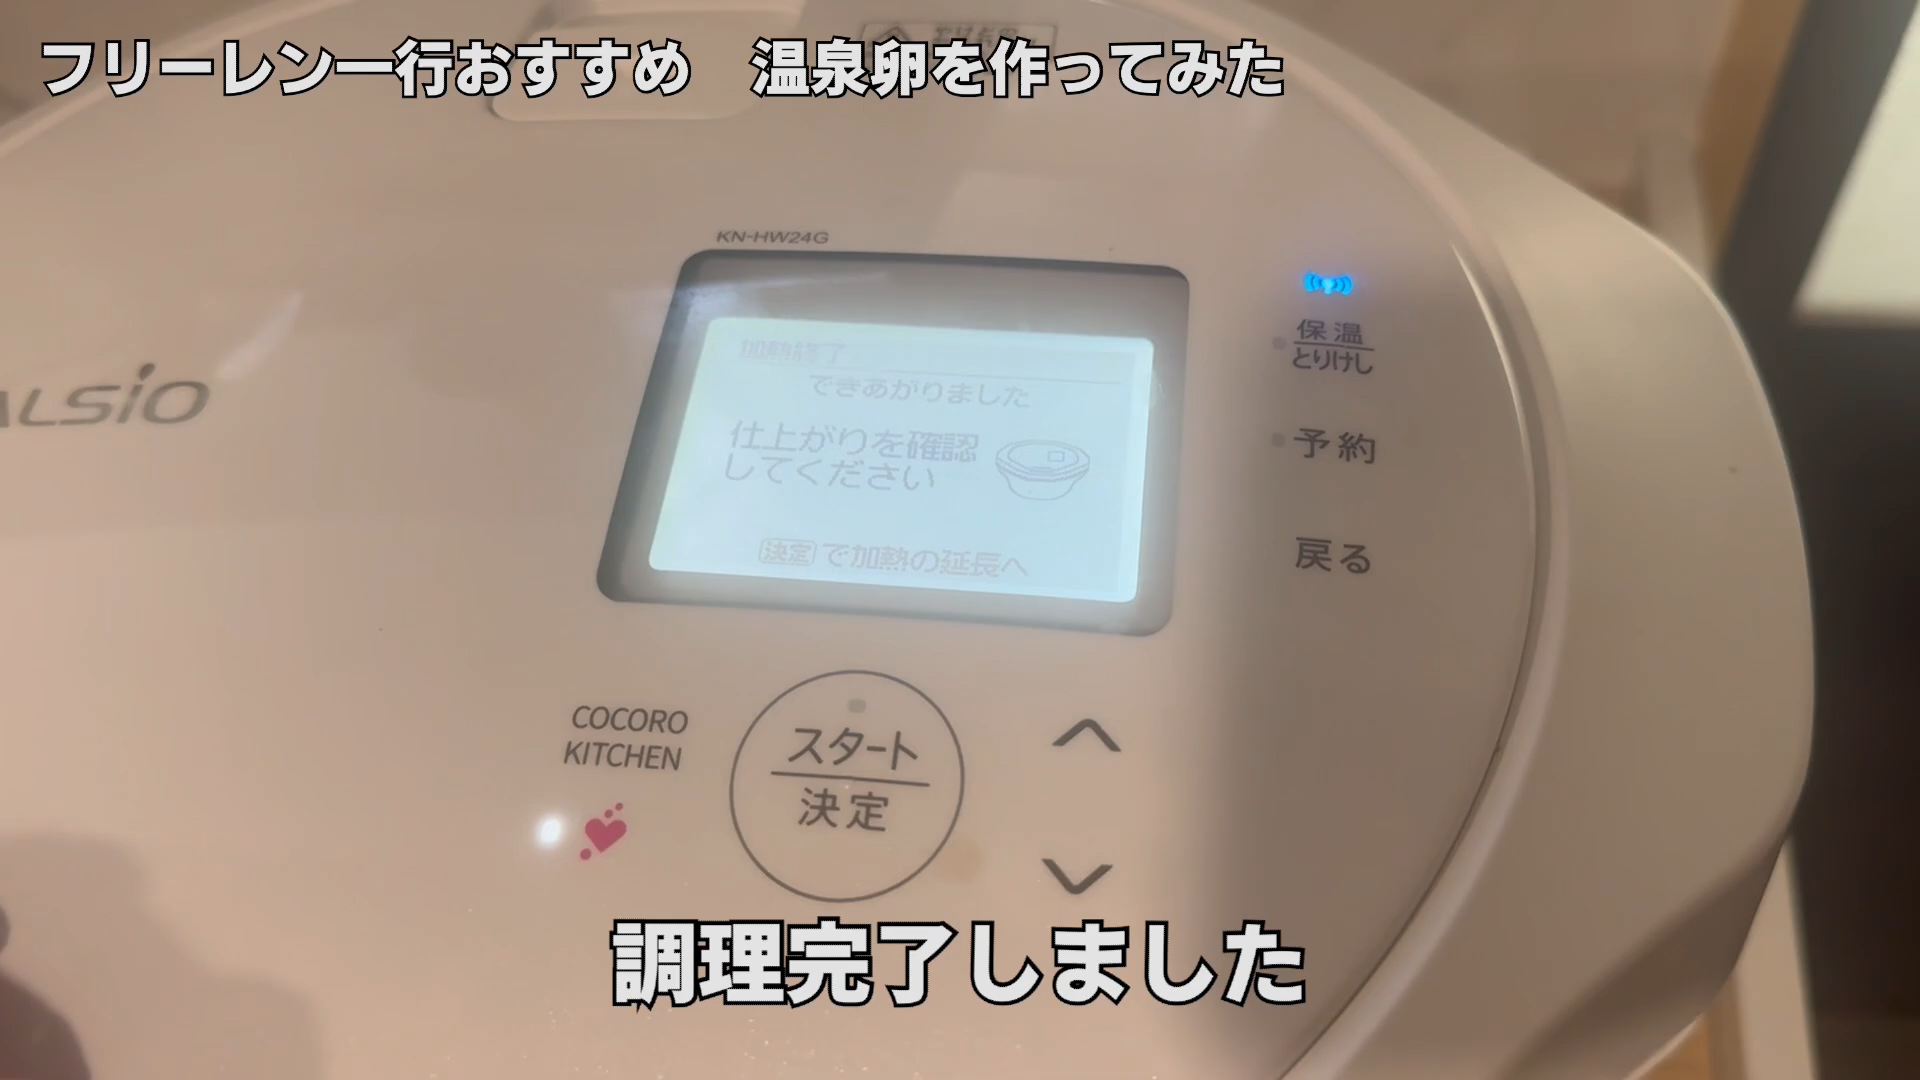 フリーレン一行おすすめ　温泉卵を作ってみた
KN-HW24G
ALSIO
加熱終了
できあがりました
仕上がりを確認
してください
決定 で加熱の延長へ
保温
とりけし
予約
戻る
COCORO
KITCHEN
スタート
決定
調理完了しました